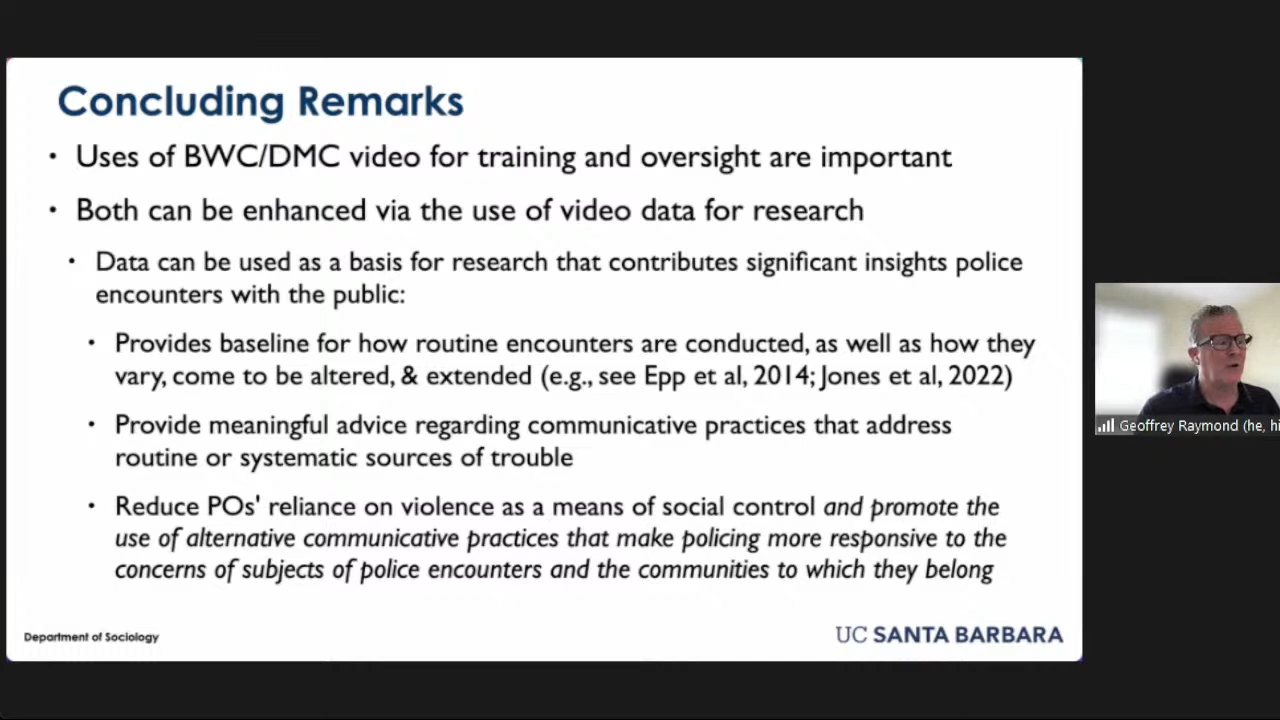 Concluding Remarks
• Uses of BWC/DMC video for training and oversight are important
• Both can be enhanced via the use of video data for research
• Data can be used as a basis for research that contributes significant insights police
encounters with the public:
• Provides baseline for how routine encounters are conducted, as well as how they
vary, come to be altered, & extended (e.g., see Epp et al, 2014; Jones et al, 2022)
• Provide meaningful advice regarding communicative practices that address
routine or systematic sources of trouble
• Reduce POs' reliance on violence as a means of social control and promote the
use of alternative communicative practices that make policing more responsive to the
concerns of subjects of police encounters and the communities to which they belong
Department of Sociology
UC SANTA BARBARA
Geoffrey Raymond (he, hi